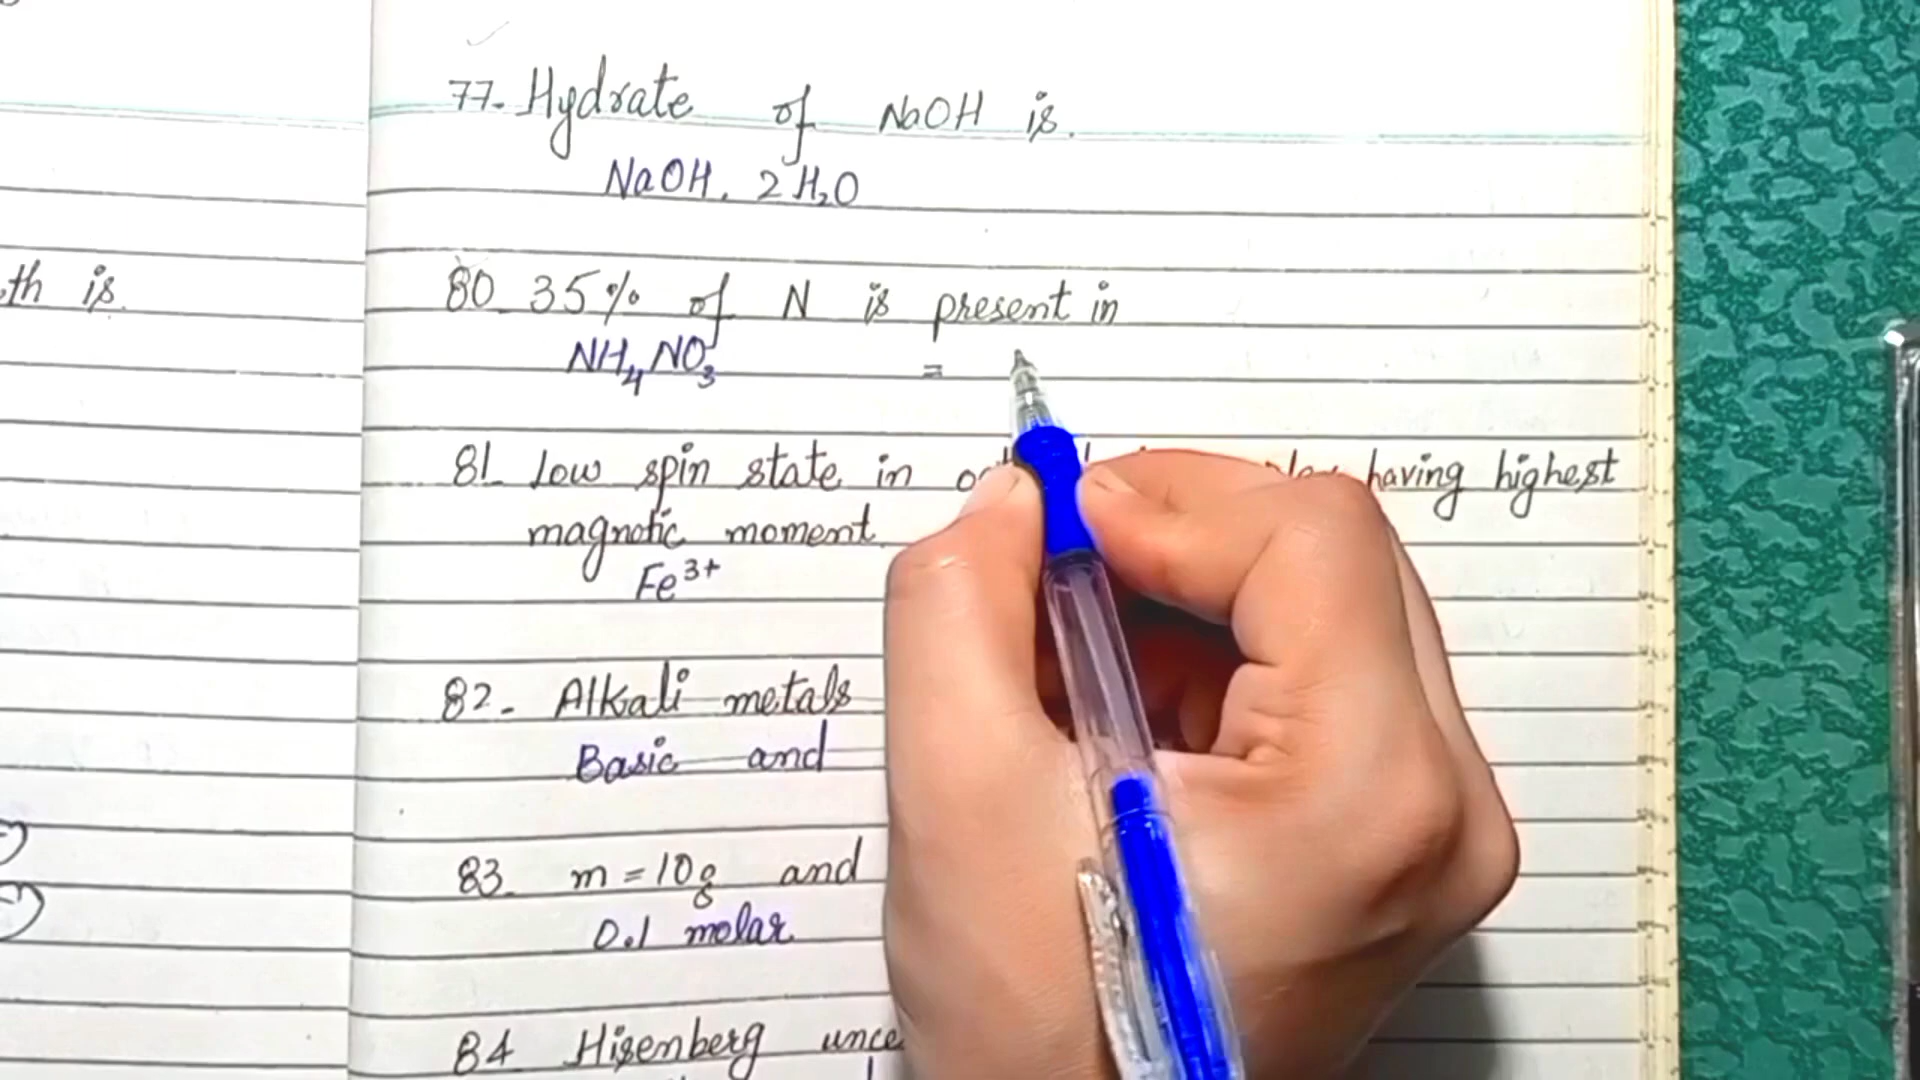 th is.
77. Hydrate of NaOH is.
NaOH. 2H₂O
80. 35% of N is present in
NH₄NO₃ =
81. Low spin state in having highest
magnetic moment.
Fe³⁺
82. Alkali metals
Basic and
83. m = 10g and
0.1 molar
84. Hisenberg